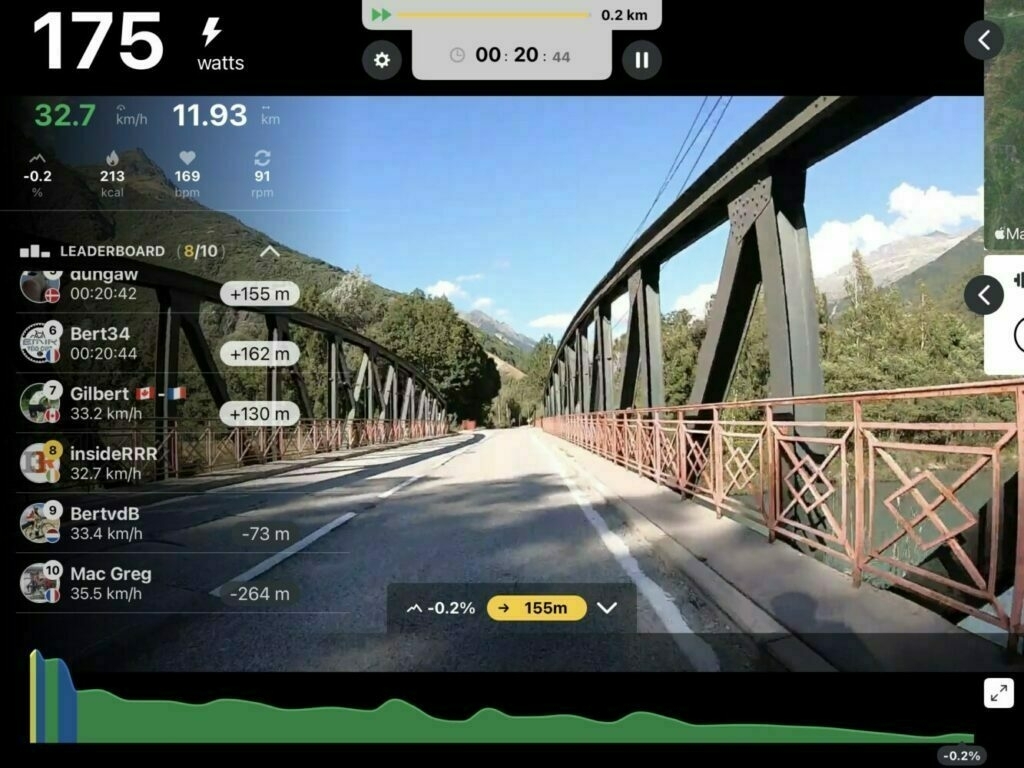 175
watts
0.2 km
00: 20 : 44
32.7 km/h 11.93 km
-0.2 213 169 91
% kcal bpm rpm
LEADERBOARD (8/10)
dungaw
00:20:42
+155 m
6
Bert34
00:20:44
+162 m
7
Gilbert 🇨🇦-🇫🇷
33.2 km/h
+130 m
8
insideRRR
32.7 km/h
9
BertvdB
33.4 km/h
-73 m
10
Mac Greg
35.5 km/h
-264 m
-0.2% → 155m
-0.2%